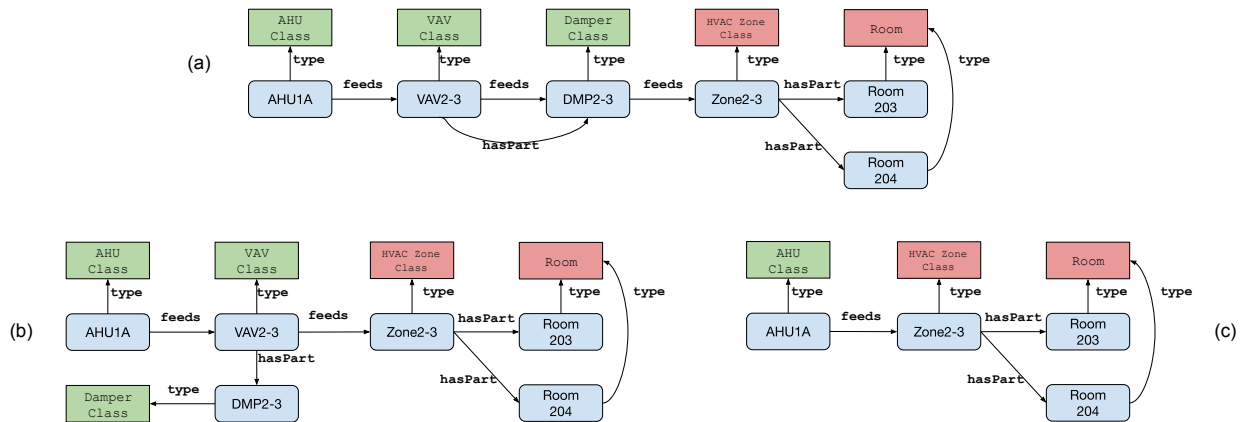 AHU
Class
VAV
Class
Damper
Class
HVAC Zone
Class
Room
(a)
type
type
type
type
type
type
AHU1A
feeds
VAV2-3
feeds
DMP2-3
feeds
Zone2-3
hasPart
Room
203
hasPart
hasPart
Room
204
AHU
Class
VAV
Class
HVAC Zone
Class
Room
type
type
type
type
type
(b)
AHU1A
feeds
VAV2-3
feeds
Zone2-3
hasPart
Room
203
hasPart
hasPart
Damper
Class
type
DMP2-3
Room
204
AHU
Class
HVAC Zone
Class
Room
type
type
type
type
AHU1A
feeds
Zone2-3
hasPart
Room
203
(c)
hasPart
Room
204